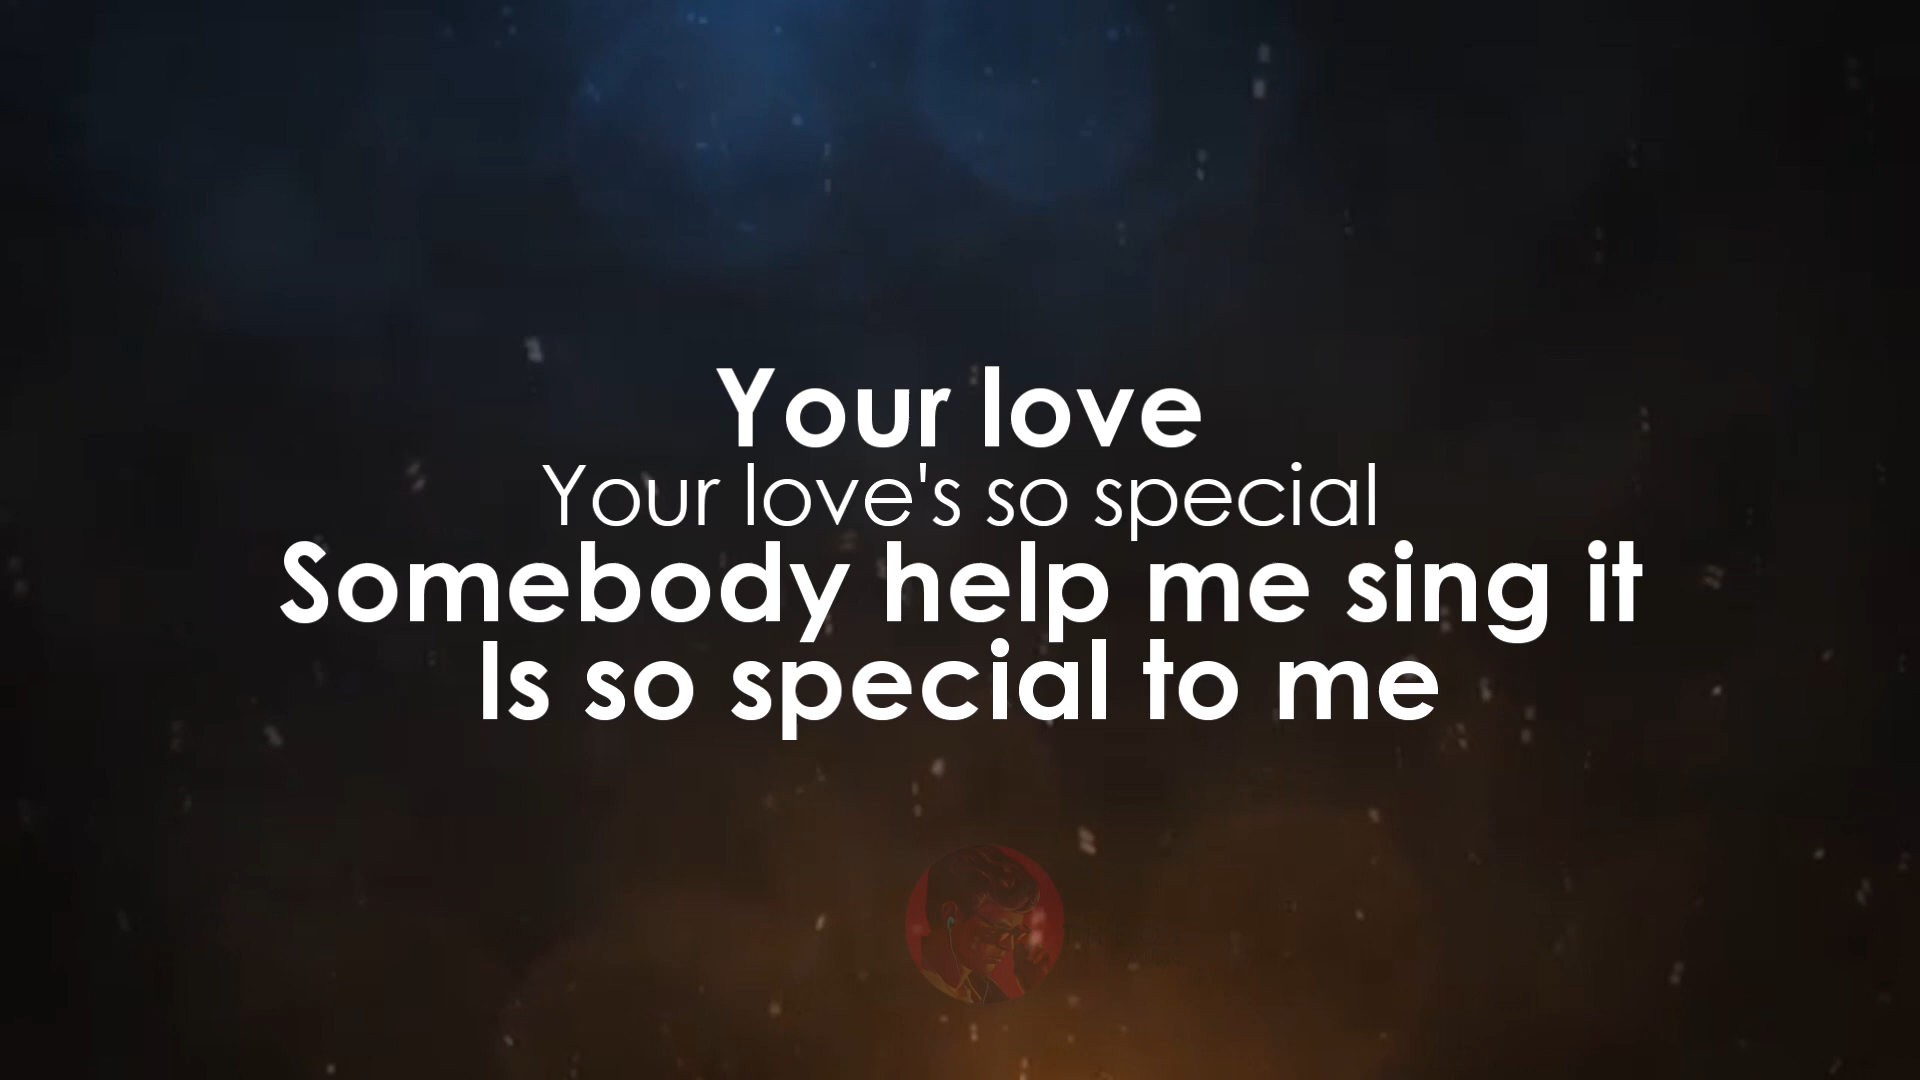 Your love
Your love's so special
Somebody help me sing it
Is so special to me